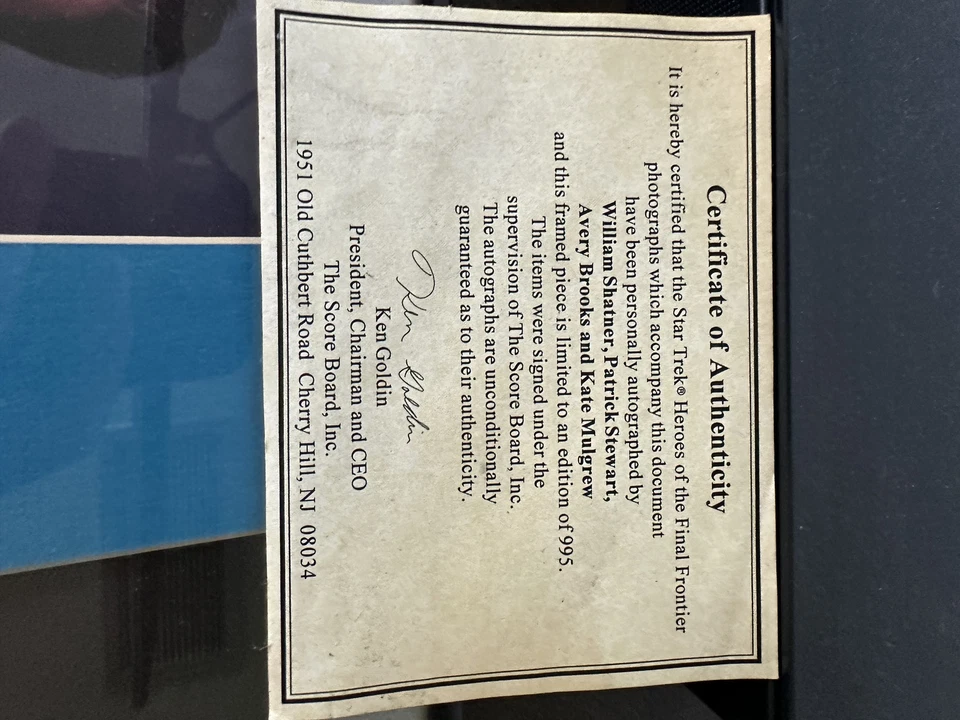 Certificate of Authenticity
It is hereby certified that the Star Trek® Heroes of the Final Frontier
photographs which accompany this document
have been personally autographed by
William Shatner, Patrick Stewart,
Avery Brooks and Kate Mulgrew
and this framed piece is limited to an edition of 995.
The items were signed under the
supervision of The Score Board, Inc.
The autographs are unconditionally
guaranteed as to their authenticity.
Ken Goldin
Ken Goldin
President, Chairman and CEO
The Score Board, Inc.
1951 Old Cuthbert Road Cherry Hill, NJ 08034